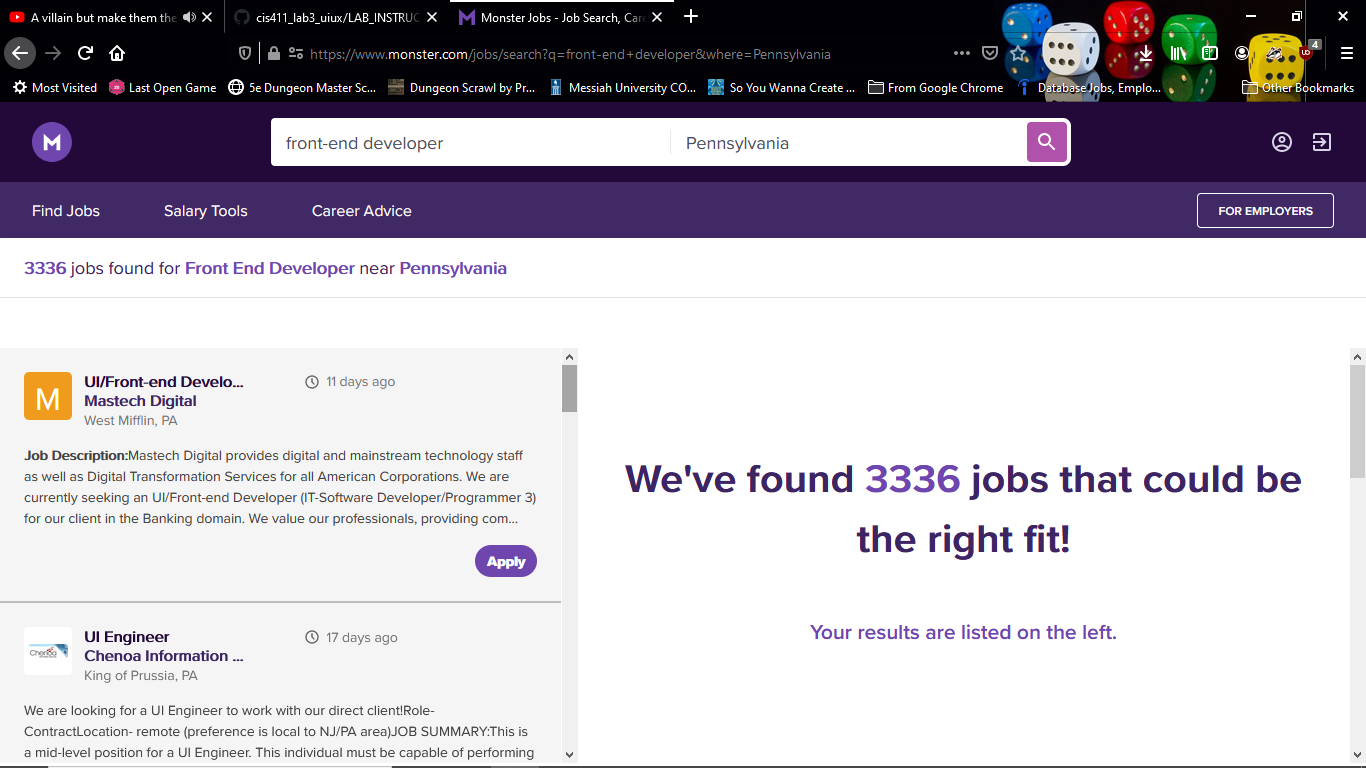 A villain but make them the
cis411_lab3_uiux/LAB_INSTRUC
Monster Jobs - Job Search, Car
https://www.monster.com/jobs/search?q=front-end+developer&where=Pennsylvania
4
Most Visited
Last Open Game
5e Dungeon Master Sc...
Dungeon Scrawl by Pr...
Messiah University CO...
So You Wanna Create ...
From Google Chrome
Database Jobs, Emplo...
Other Bookmarks
M
front-end developer
Pennsylvania
Find Jobs
Salary Tools
Career Advice
FOR EMPLOYERS
3336 jobs found for Front End Developer near Pennsylvania
M
UI/Front-end Develo...
11 days ago
Mastech Digital
West Mifflin, PA
Job Description:Mastech Digital provides digital and mainstream technology staff
as well as Digital Transformation Services for all American Corporations. We are
currently seeking an UI/Front-end Developer (IT-Software Developer/Programmer 3)
for our client in the Banking domain. We value our professionals, providing com...
Apply
Chenoa
UI Engineer
17 days ago
Chenoa Information ...
King of Prussia, PA
We are looking for a UI Engineer to work with our direct client!Role-
ContractLocation- remote (preference is local to NJ/PA area)JOB SUMMARY:This is
a mid-level position for a UI Engineer. This individual must be capable of performing
We've found 3336 jobs that could be
the right fit!
Your results are listed on the left.